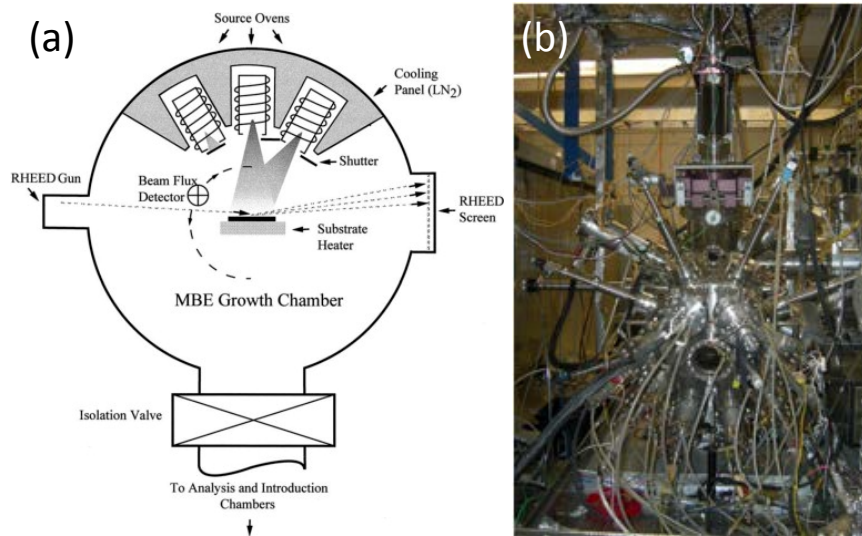 (a)
Source Ovens
Cooling
Panel (LN2)
Shutter
RHEED Gun
Beam Flux
Detector
RHEED
Screen
Substrate
Heater
MBE Growth Chamber
Isolation Valve
To Analysis and Introduction
Chambers
(b)